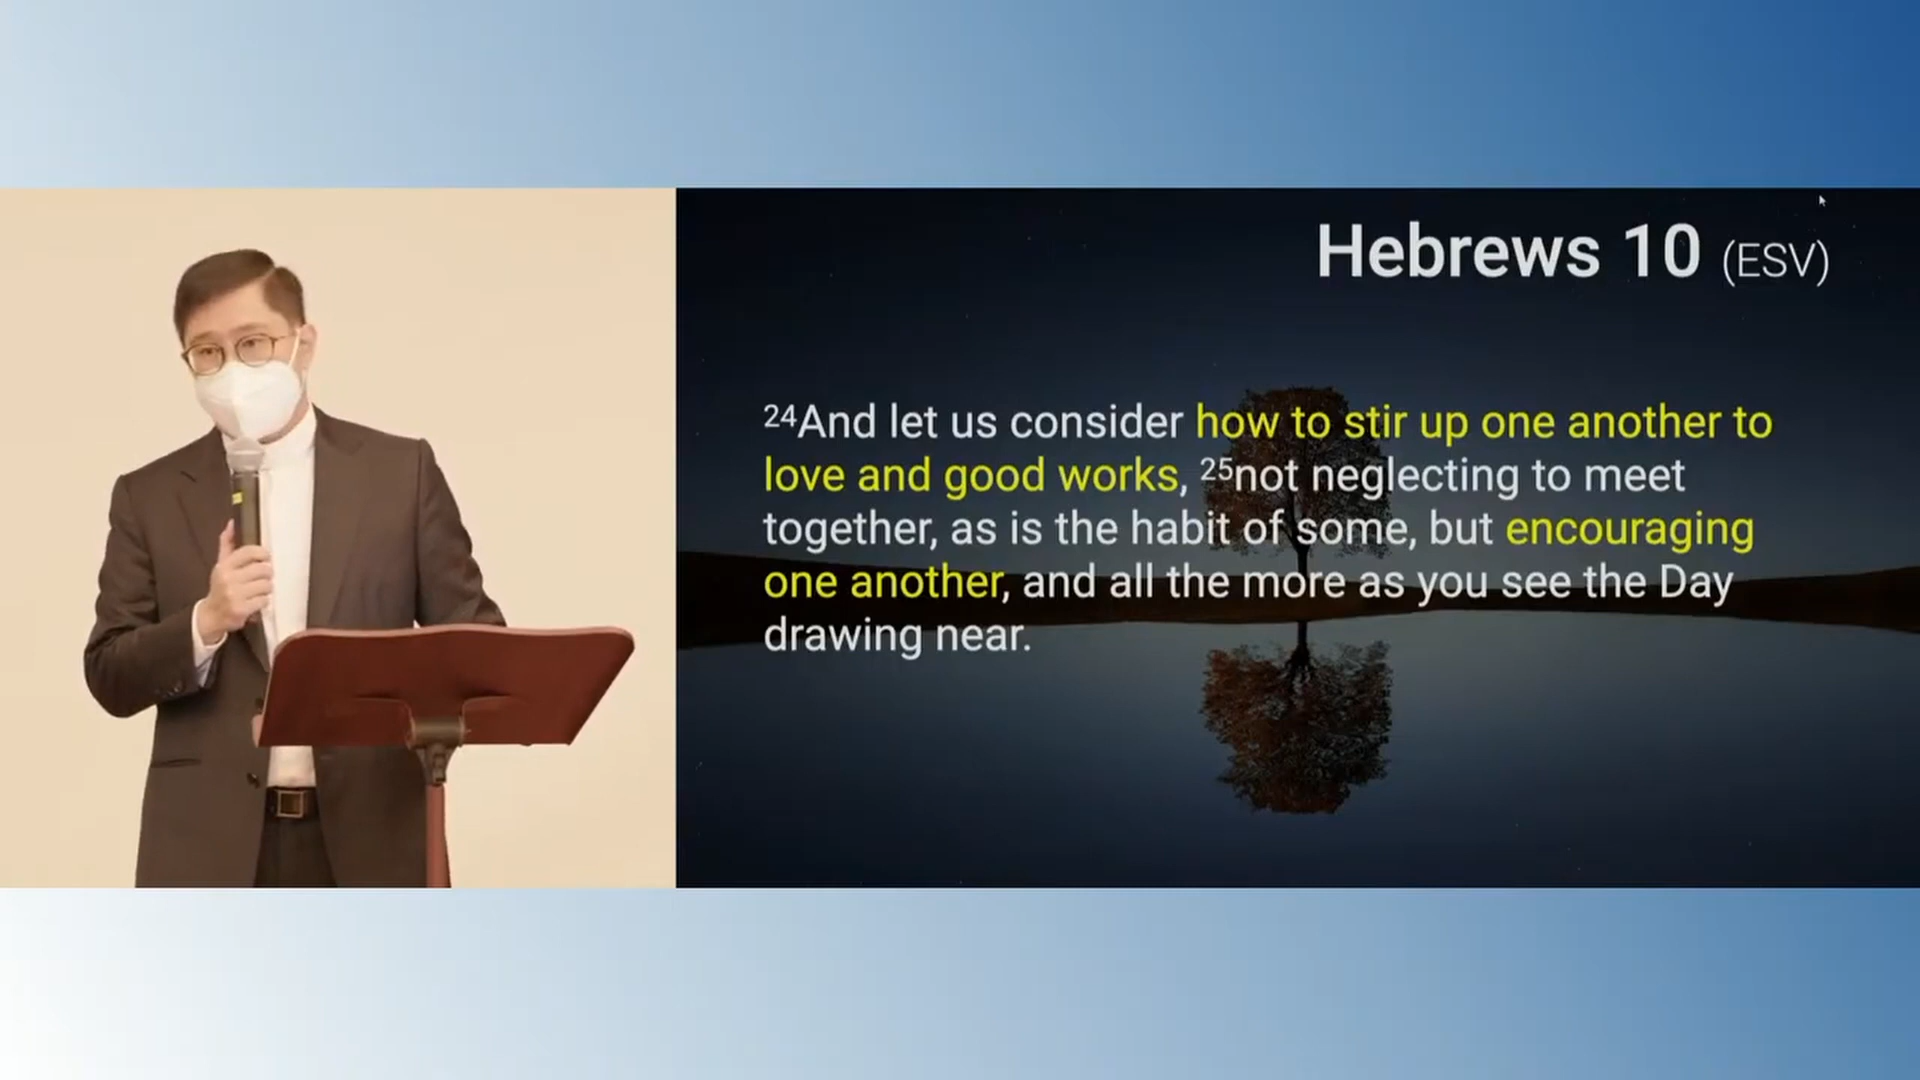 Hebrews 10 (ESV)
24And let us consider how to stir up one another to
love and good works, 25not neglecting to meet
together, as is the habit of some, but encouraging
one another, and all the more as you see the Day
drawing near.